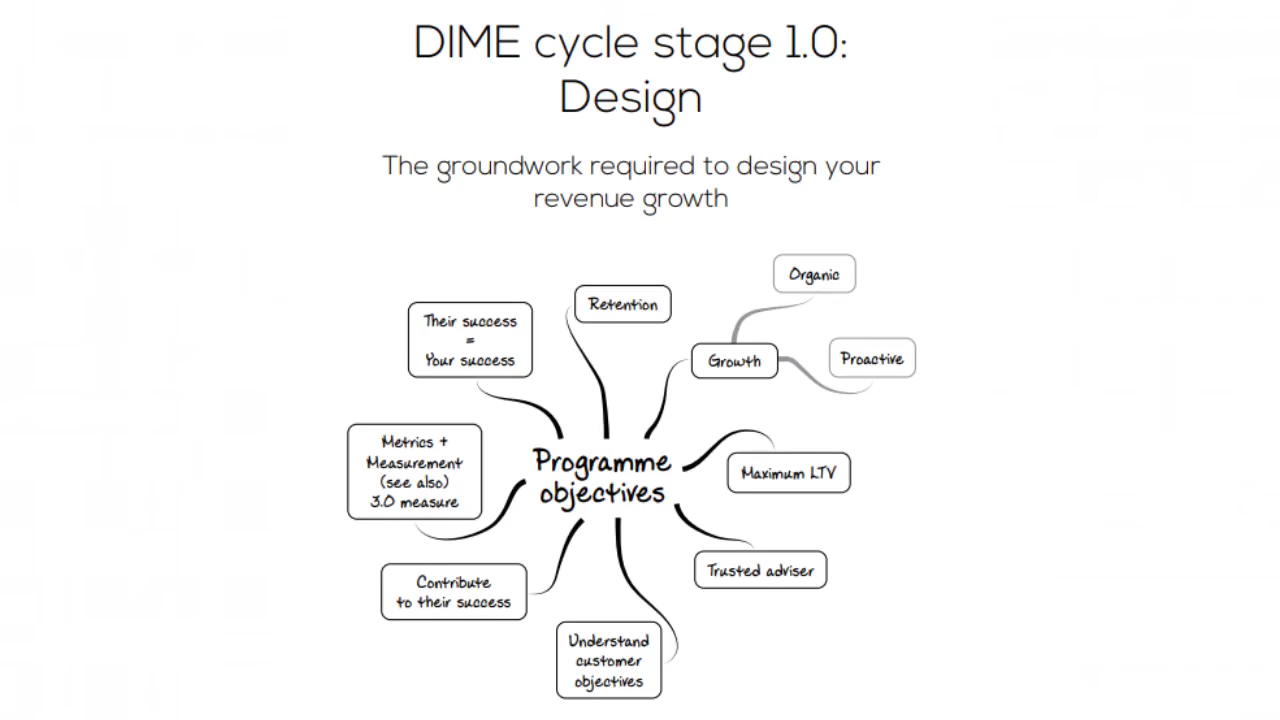 DIME cycle stage 1.0:
Design
The groundwork required to design your
revenue growth
Organic
Retention
Their success
=
Your success
Growth
Proactive
Metrics +
Measurement
(see also)
3.0 measure
Programme
objectives
Maximum LTV
Trusted adviser
Contribute
to their success
Understand
customer
objectives